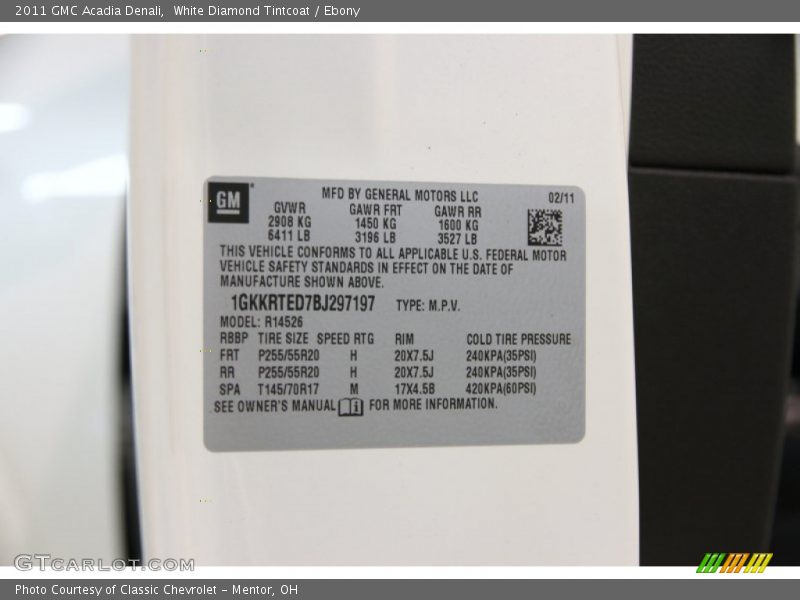 2011 GMC Acadia Denali, White Diamond Tintcoat / Ebony
GM
MFD BY GENERAL MOTORS LLC 02/11
GVWR GAWR FRT GAWR RR
2908 KG 1450 KG 1600 KG
6411 LB 3196 LB 3527 LB
THIS VEHICLE CONFORMS TO ALL APPLICABLE U.S. FEDERAL MOTOR
VEHICLE SAFETY STANDARDS IN EFFECT ON THE DATE OF
MANUFACTURE SHOWN ABOVE.
1GKKRTED7BJ297197 TYPE: M.P.V.
MODEL: R14526
RBBP TIRE SIZE SPEED RTG RIM COLD TIRE PRESSURE
FRT P255/55R20 H 20X7.5J 240KPA(35PSI)
RR P255/55R20 H 20X7.5J 240KPA(35PSI)
SPA T145/70R17 M 17X4.5B 420KPA(60PSI)
SEE OWNER'S MANUAL FOR MORE INFORMATION.
GTCarLot.com
Photo Courtesy of Classic Chevrolet - Mentor, OH